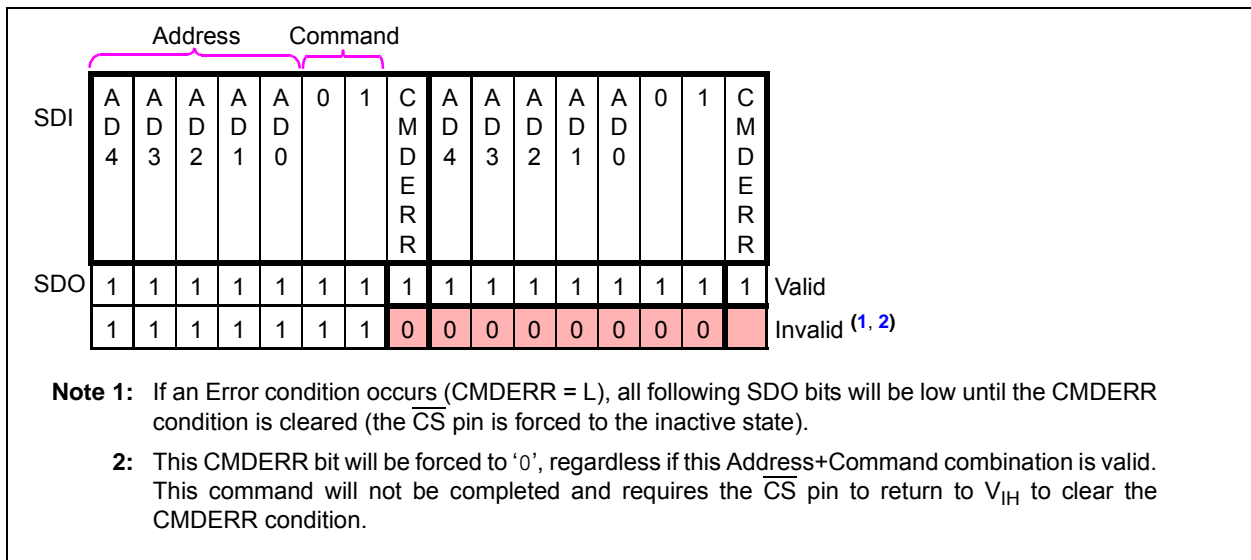 Address Command
SDI A D 4 A D 3 A D 2 A D 1 A D 0 0 1 C M D E R R A D 4 A D 3 A D 2 A D 1 A D 0 0 1 C M D E R R
SDO 1 1 1 1 1 1 1 1 1 1 1 1 1 1 1 1 Valid
1 1 1 1 1 1 1 0 0 0 0 0 0 0 0 Invalid (1, 2)
Note 1: If an Error condition occurs (CMDERR = L), all following SDO bits will be low until the CMDERR
condition is cleared (the C̅S̅ pin is forced to the inactive state).
2: This CMDERR bit will be forced to ‘0’, regardless if this Address+Command combination is valid.
This command will not be completed and requires the C̅S̅ pin to return to VIH to clear the
CMDERR condition.